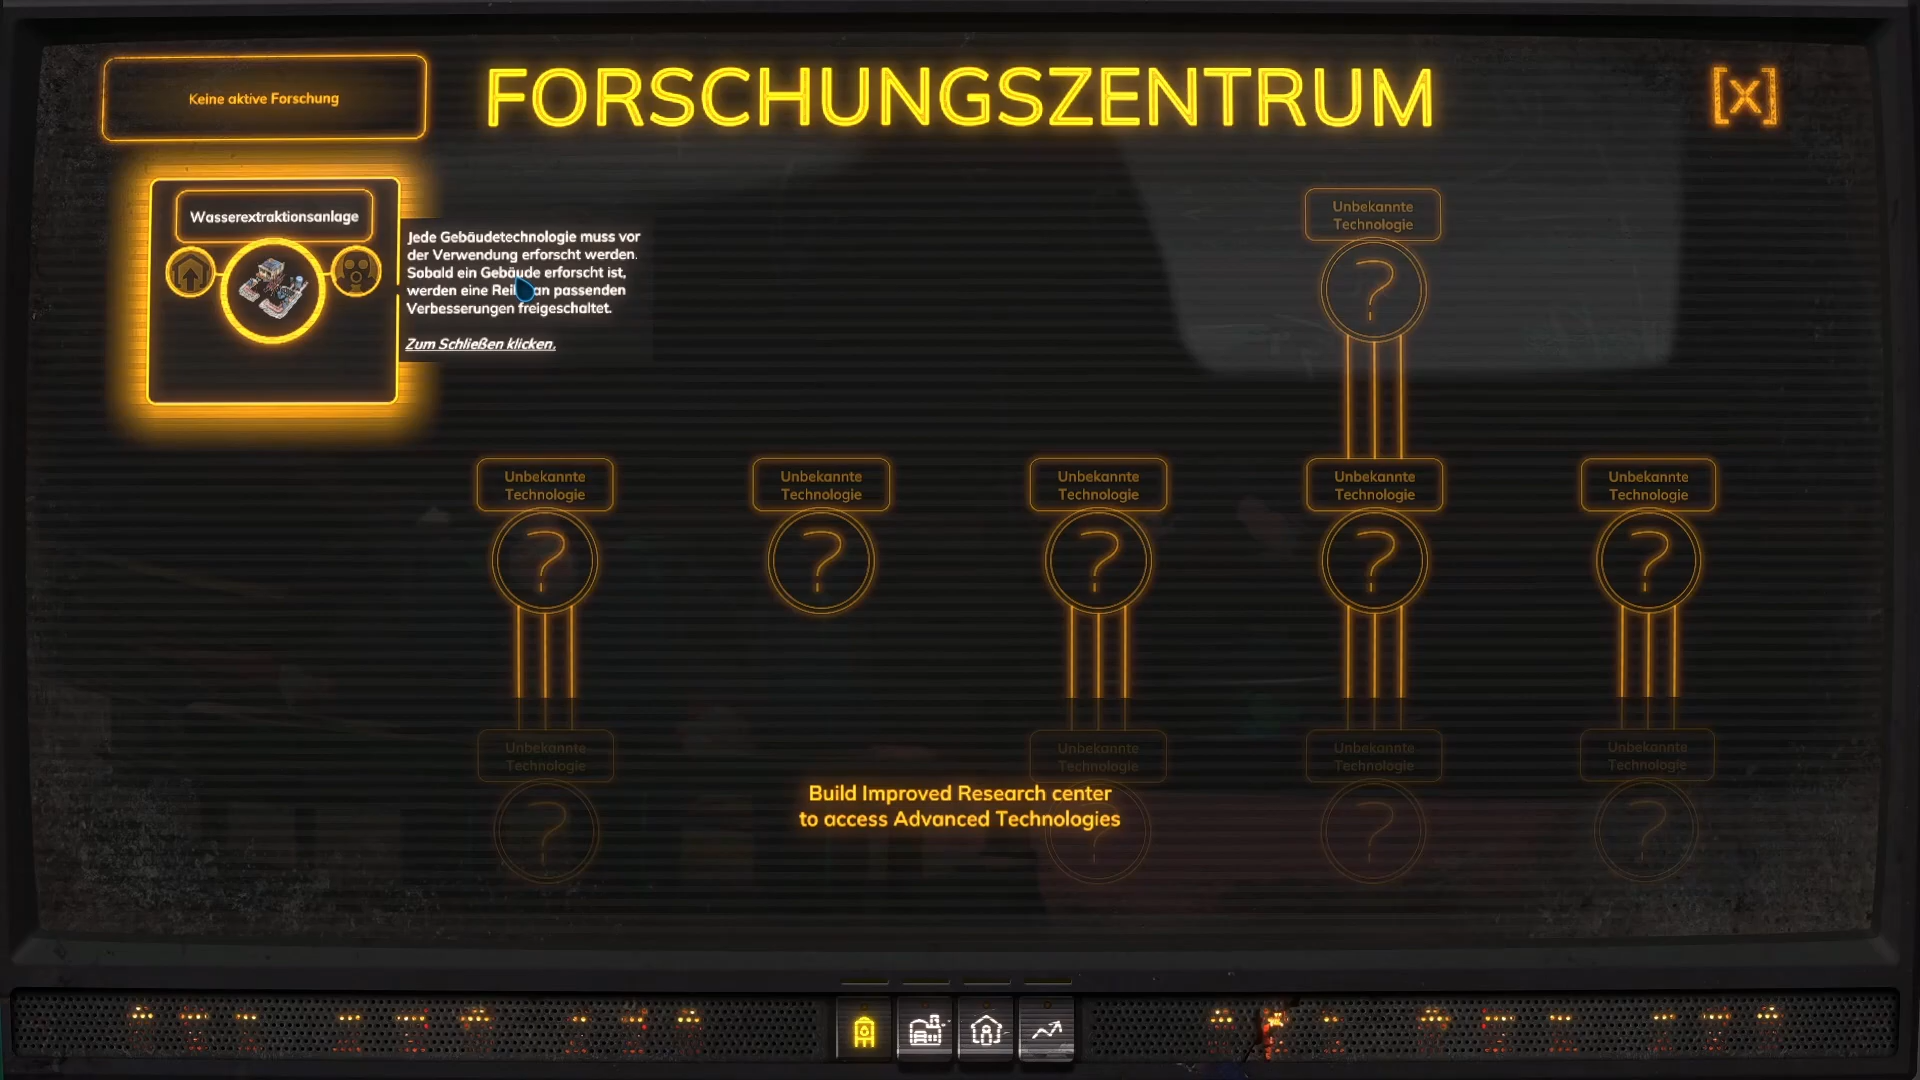 Keine aktive Forschung
FORSCHUNGSZENTRUM
[X]
Wasserextraktionsanlage
Jede Gebäudetechnologie muss vor
der Verwendung erforscht werden.
Sobald ein Gebäude erforscht ist,
werden eine an passenden
Verbesserungen freigeschaltet.
Zum Schließen klicken.
Unbekannte
Technologie
?
Unbekannte
Technologie
?
Unbekannte
Technologie
?
Unbekannte
Technologie
?
Unbekannte
Technologie
?
Unbekannte
Technologie
?
Unbekannte
Technologie
?
Unbekannte
Technologie
?
Unbekannte
Technologie
?
Unbekannte
Technologie
?
Build Improved Research center
to access Advanced Technologies